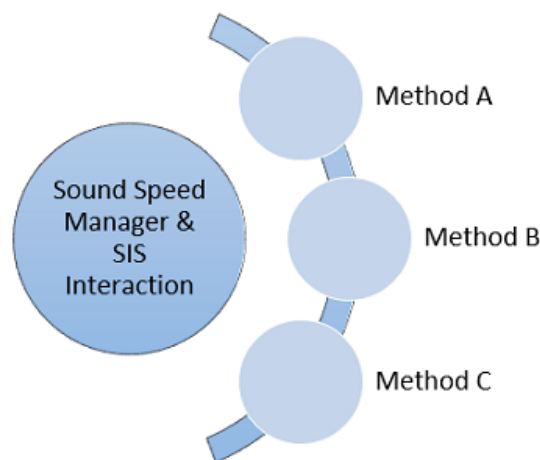 Sound Speed
Manager &
SIS
Interaction
Method A
Method B
Method C